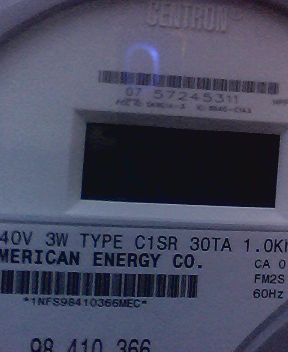 CENTRON
07 57245311
40V 3W TYPE C1SR 30TA 1.0Kh
MERICAN ENERGY CO.
CA 0
FM2S
60Hz
*1NFS98410366MEC*
98 410 366